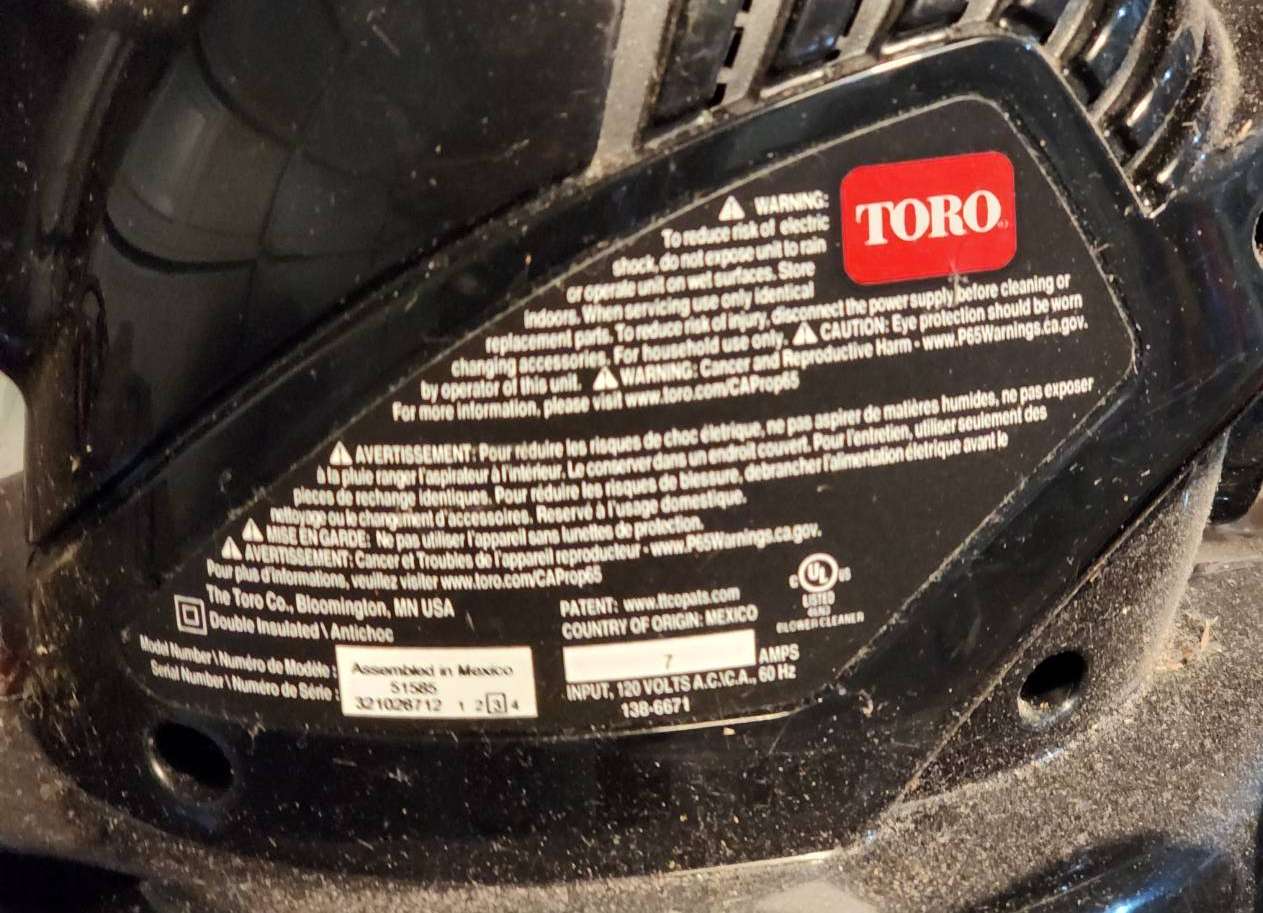 TORO
WARNING:
To reduce risk of electric
shock, do not expose unit to rain
or operate unit on wet surfaces. Store
indoors. When servicing use only identical
replacement parts. To reduce risk of injury, disconnect the power supply before cleaning or
changing accessories. For household use only. CAUTION: Eye protection should be worn
by operator of this unit. WARNING: Cancer and Reproductive Harm - www.P65Warnings.ca.gov.
For more information, please visit www.toro.com/CAProp65
AVERTISSEMENT: Pour réduire les risques de choc életrique, ne pas aspirer de matières humides, ne pas exposer
à la pluie ranger l'aspirateur à l'intérieur. Le conserver dans un endroit couvert. Pour l'entretien, utiliser seulement des
pieces de rechange identiques. Pour réduire les risques de blessure, debrancher l'alimentation életrique avant le
nettoyage ou le changement d'accessoires. Reservé à l'usage domestique.
MISE EN GARDE: Ne pas utiliser l'appareil sans lunettes de protection.
AVERTISSEMENT: Cancer et Troubles de l'appareil reproducteur - www.P65Warnings.ca.gov.
Pour plus d'informations, veuillez visiter www.toro.com/CAProp65
The Toro Co., Bloomington, MN USA
Double Insulated \ Antichoc
PATENT: www.ttcopats.com
COUNTRY OF ORIGIN: MEXICO
C UL US
LISTED
BLOWER CLEANER
Model Number \ Numéro de Modéle :
Serial Number \ Numéro de Série :
Assembled in Mexico
51585
321026712 1 2 3 4
7 AMPS
INPUT, 120 VOLTS A.C.\C.A., 60 Hz
138-6671